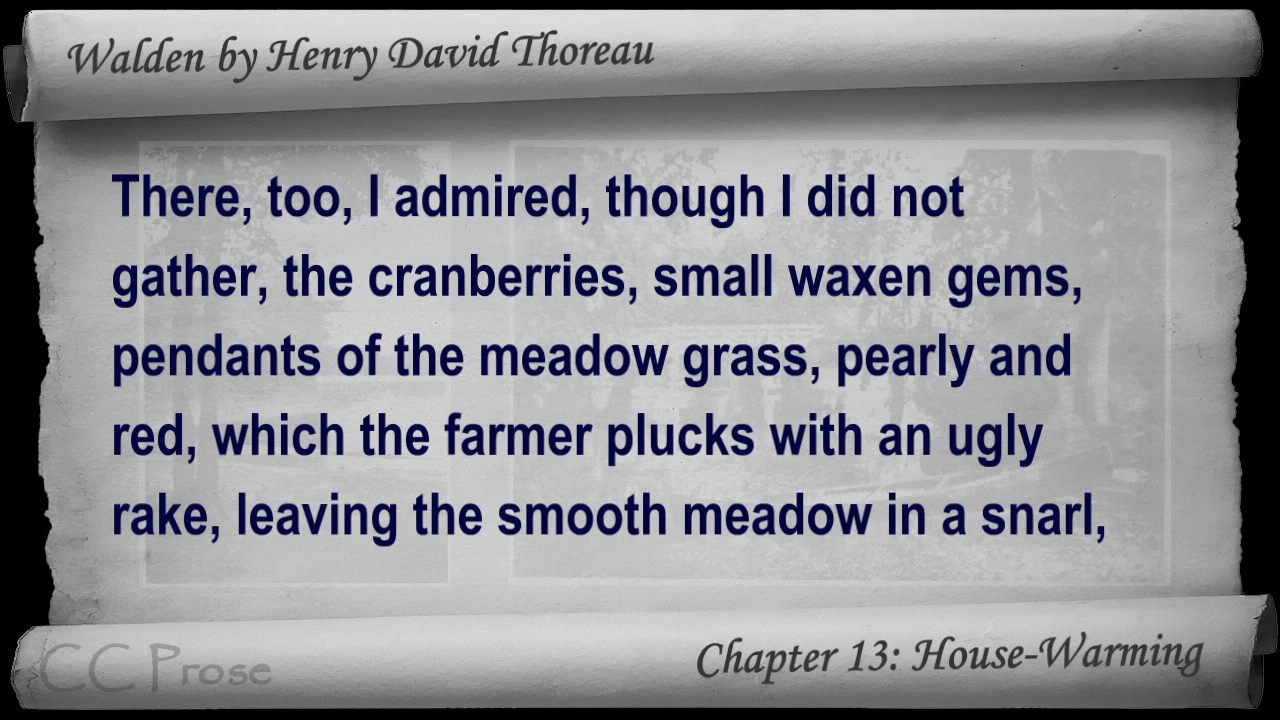 Walden by Henry David Thoreau
There, too, I admired, though I did not
gather, the cranberries, small waxen gems,
pendants of the meadow grass, pearly and
red, which the farmer plucks with an ugly
rake, leaving the smooth meadow in a snarl,
CC Prose
Chapter 13: House-Warming